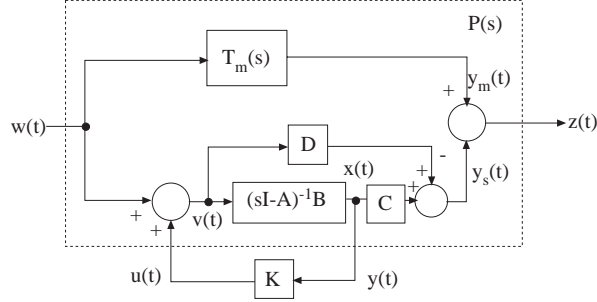 P(s)
T_m(s)
y_m(t)
+
w(t)
z(t)
D
-
x(t)
+
y_s(t)
+
(sI-A)^-1B
C
+
v(t)
+
u(t)
K
y(t)